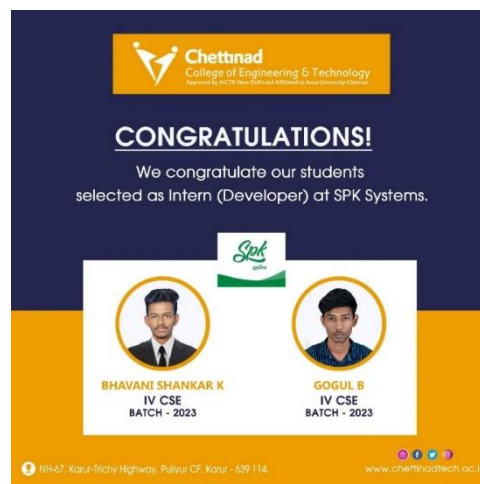 Chettinad
College of Engineering & Technology
Approved by AICTE-New Delhi and Affiliated to Anna University-Chennai
CONGRATULATIONS!
We congratulate our students
selected as Intern (Developer) at SPK Systems.
Spk
BHAVANI SHANKAR K
IV CSE
BATCH - 2023
GOGUL B
IV CSE
BATCH - 2023
NH-67, Karur-Trichy Highway, Puliyur CF, Karur - 639 114.
www.chettinadtech.ac.i